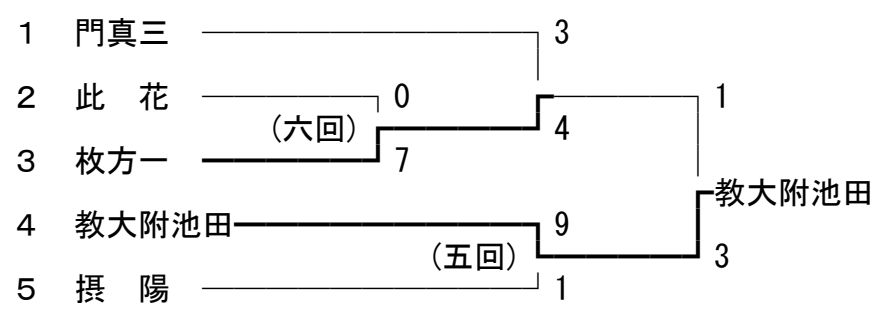 1 門真三 3
2 此 花 0 1
(六回) 4
3 枚方一 7
教大附池田
4 教大附池田 9
(五回) 3
5 摂 陽 1